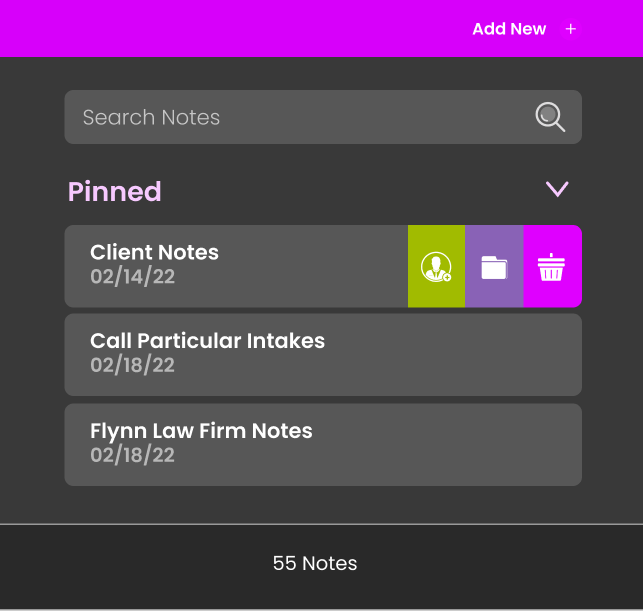 Add New +
Search Notes
Pinned
Client Notes
02/14/22
Call Particular Intakes
02/18/22
Flynn Law Firm Notes
02/18/22
55 Notes